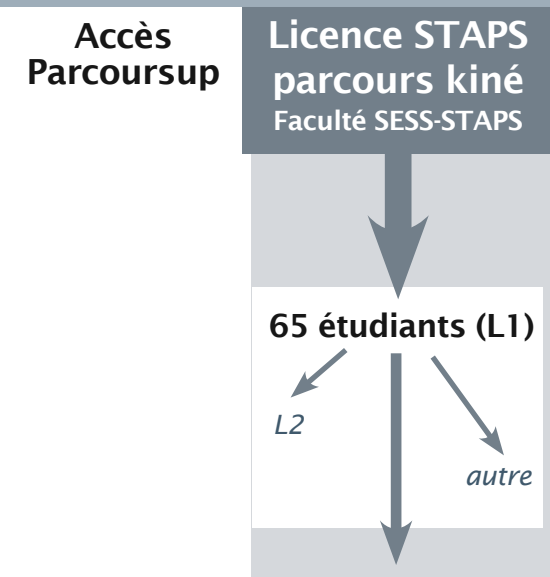 Accès
Parcoursup
Licence STAPS
parcours kiné
Faculté SESS-STAPS
65 étudiants (L1)
L2
autre